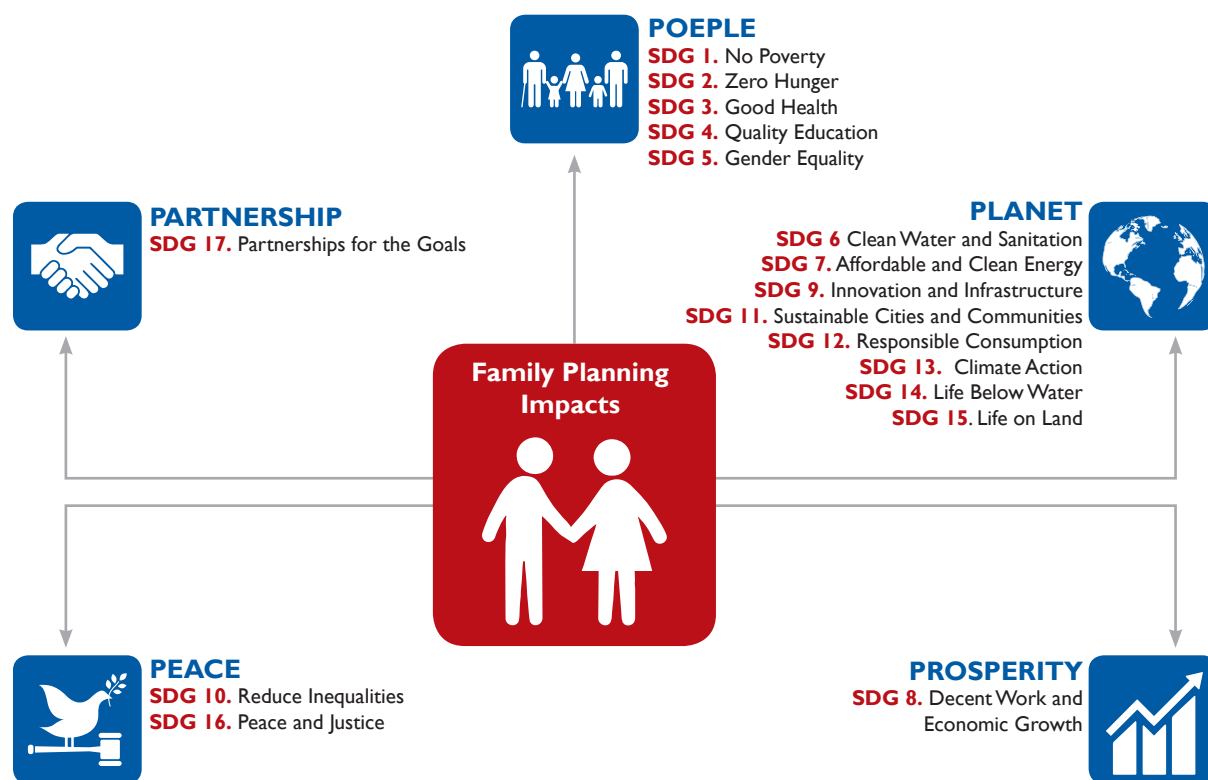 POEPLE
SDG 1. No Poverty
SDG 2. Zero Hunger
SDG 3. Good Health
SDG 4. Quality Education
SDG 5. Gender Equality
PARTNERSHIP
SDG 17. Partnerships for the Goals
PLANET
SDG 6 Clean Water and Sanitation
SDG 7. Affordable and Clean Energy
SDG 9. Innovation and Infrastructure
SDG 11. Sustainable Cities and Communities
SDG 12. Responsible Consumption
SDG 13. Climate Action
SDG 14. Life Below Water
SDG 15. Life on Land
Family Planning
Impacts
PEACE
SDG 10. Reduce Inequalities
SDG 16. Peace and Justice
PROSPERITY
SDG 8. Decent Work and
Economic Growth